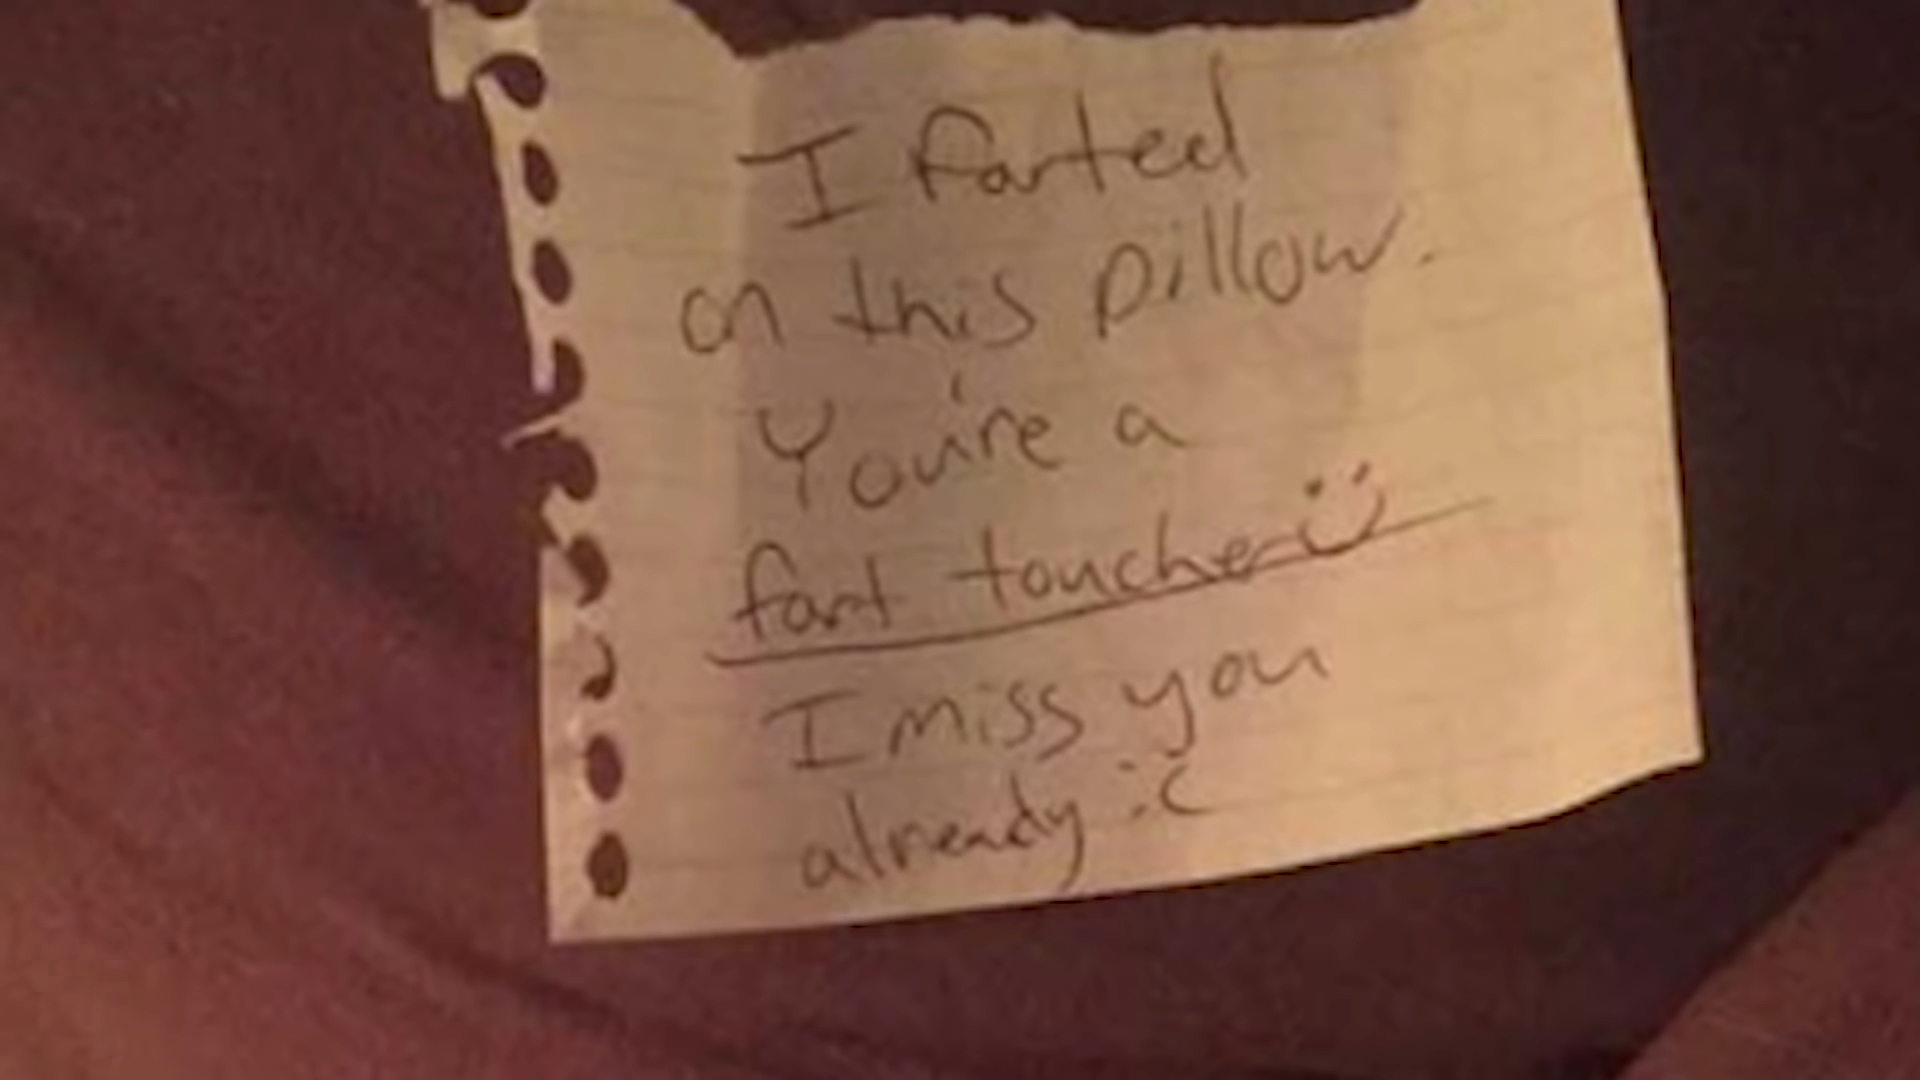 I farted
on this pillow.
You're a
fart toucher :)
I miss you
already :(